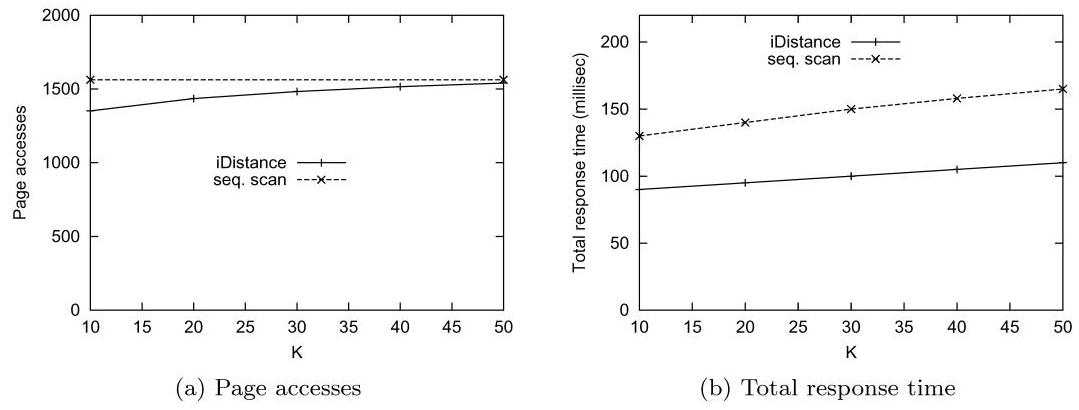 2000
1500
1000
500
0
Page accesses
iDistance
seq. scan
10 15 20 25 30 35 40 45 50
K
(a) Page accesses
200
150
100
50
0
Total response time (millisec)
iDistance
seq. scan
10 15 20 25 30 35 40 45 50
K
(b) Total response time